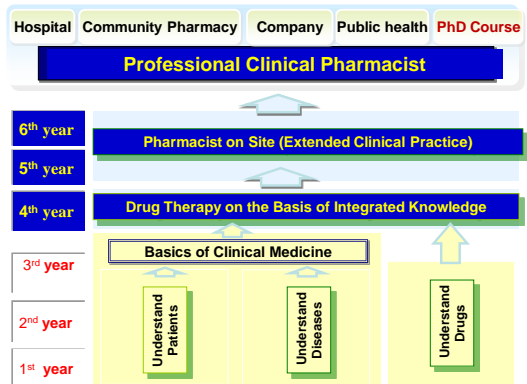 Hospital Community Pharmacy Company Public health PhD Course
Professional Clinical Pharmacist
6th year
Pharmacist on Site (Extended Clinical Practice)
5th year
4th year
Drug Therapy on the Basis of Integrated Knowledge
Basics of Clinical Medicine
3rd year
2nd year
1st year
Understand
Patients
Understand
Diseases
Understand
Drugs